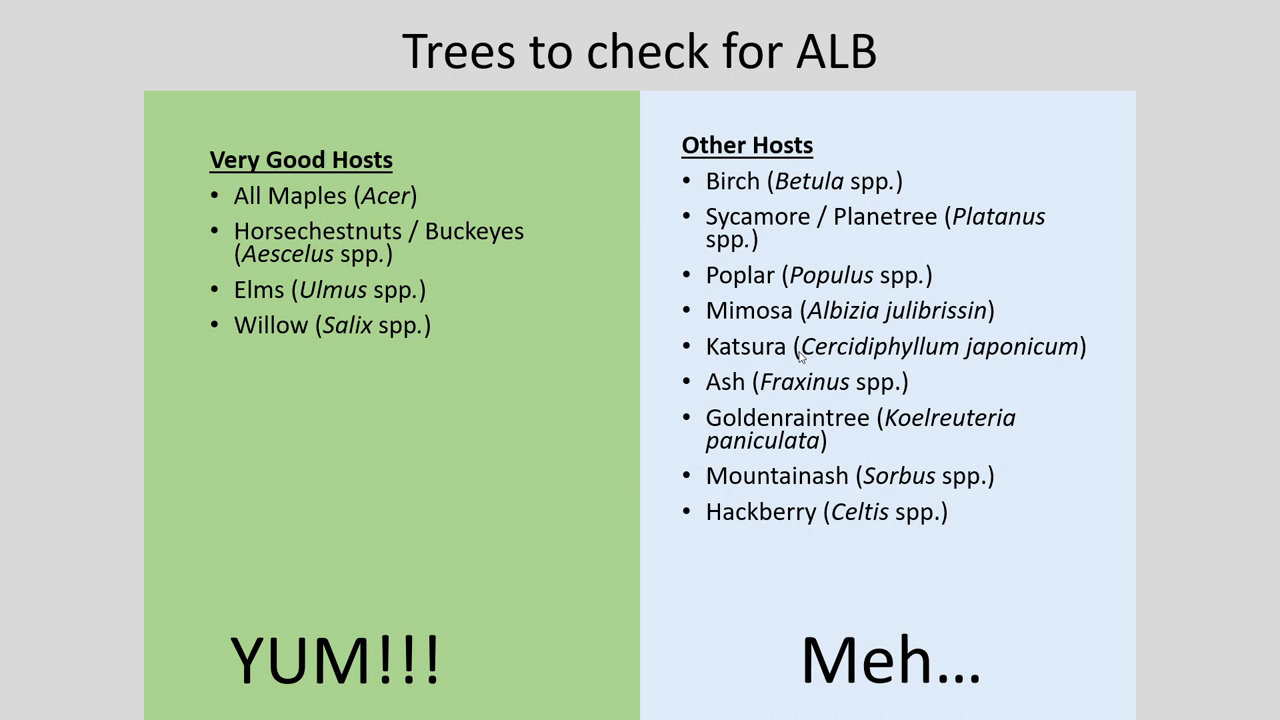 Trees to check for ALB
Very Good Hosts
• All Maples (Acer)
• Horsechestnuts / Buckeyes
(Aescelus spp.)
• Elms (Ulmus spp.)
• Willow (Salix spp.)
YUM!!!
Other Hosts
• Birch (Betula spp.)
• Sycamore / Planetree (Platanus
spp.)
• Poplar (Populus spp.)
• Mimosa (Albizia julibrissin)
• Katsura (Cercidiphyllum japonicum)
• Ash (Fraxinus spp.)
• Goldenraintree (Koelreuteria
paniculata)
• Mountainash (Sorbus spp.)
• Hackberry (Celtis spp.)
Meh...